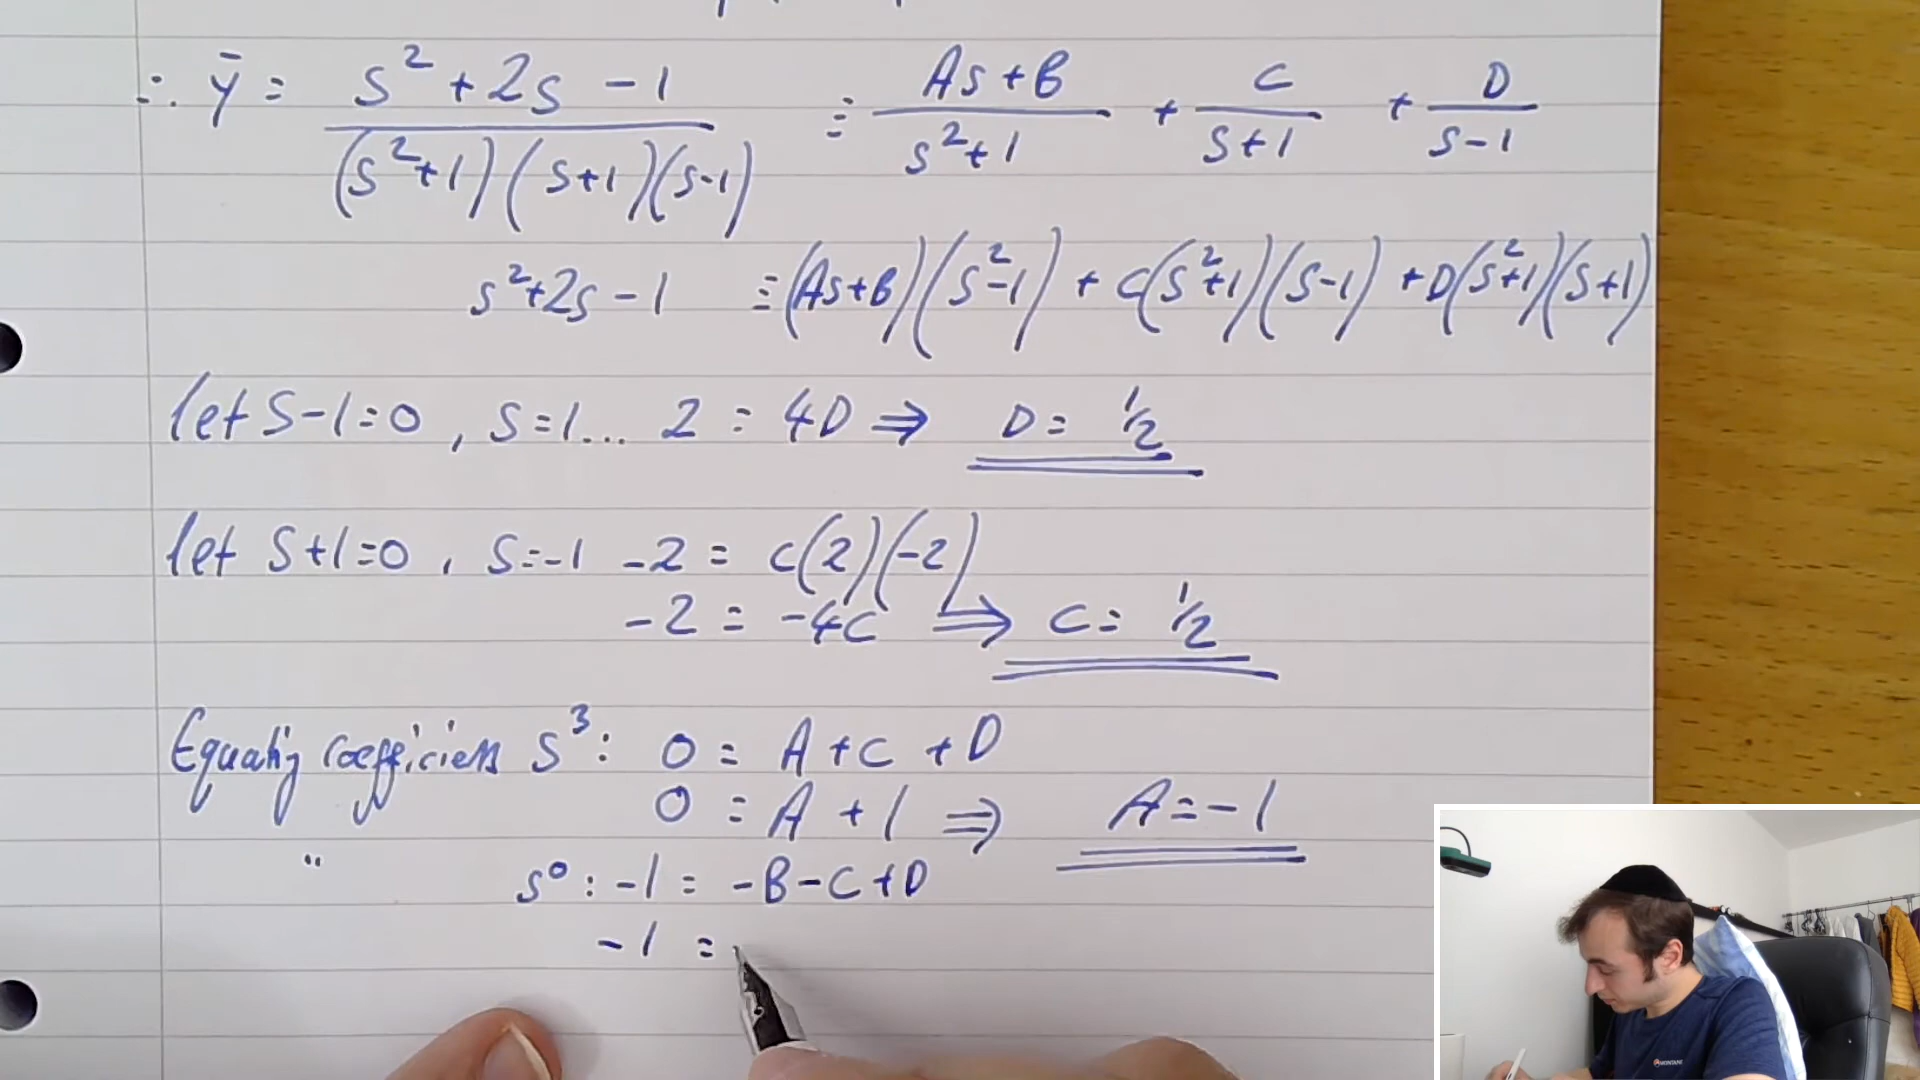 ∴ ȳ = (s²+2s-1)/((s²+1)(s+1)(s-1)) ≡ (As+B)/(s²+1) + C/(s+1) + D/(s-1)
s²+2s-1 ≡ (As+B)(s²-1) + C(s²+1)(s-1) + D(s²+1)(s+1)
let s-1=0, s=1... 2 = 4D ⇒ D = 1/2
let s+1=0, s=-1 -2 = C(2)(-2)
-2 = -4C ⇒ C = 1/2
Equating coefficients s³: 0 = A+C+D
0 = A+1 ⇒ A=-1
" s⁰: -1 = -B-C+D
-1 =